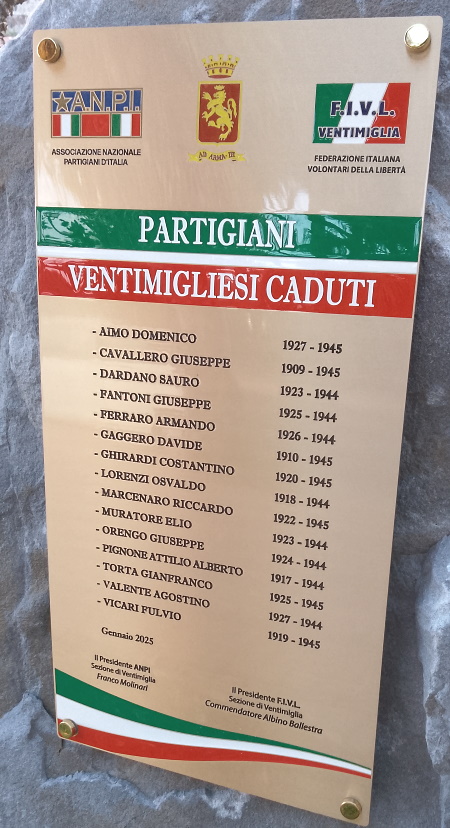 A.N.P.I.
ASSOCIAZIONE NAZIONALE
PARTIGIANI D'ITALIA
F.I.V.L.
VENTIMIGLIA
FEDERAZIONE ITALIANA
VOLONTARI DELLA LIBERTÀ
PARTIGIANI
VENTIMIGLIESI CADUTI
- AIMO DOMENICO 1927 - 1945
- CAVALLERO GIUSEPPE 1909 - 1945
- DARDANO SAURO 1923 - 1944
- FANTONI GIUSEPPE 1925 - 1944
- FERRARO ARMANDO 1926 - 1944
- GAGGERO DAVIDE 1910 - 1945
- GHIRARDI COSTANTINO 1920 - 1945
- LORENZI OSVALDO 1918 - 1944
- MARCENARO RICCARDO 1922 - 1945
- MURATORE ELIO 1923 - 1944
- ORENGO GIUSEPPE 1924 - 1944
- PIGNONE ATTILIO ALBERTO 1917 - 1944
- TORTA GIANFRANCO 1925 - 1945
- VALENTE AGOSTINO 1927 - 1944
- VICARI FULVIO 1919 - 1945
Gennaio 2025
Il Presidente ANPI
Sezione di Ventimiglia
Franco Molinari
Il Presidente F.I.V.L.
Sezione di Ventimiglia
Commendatore Albino Ballestra